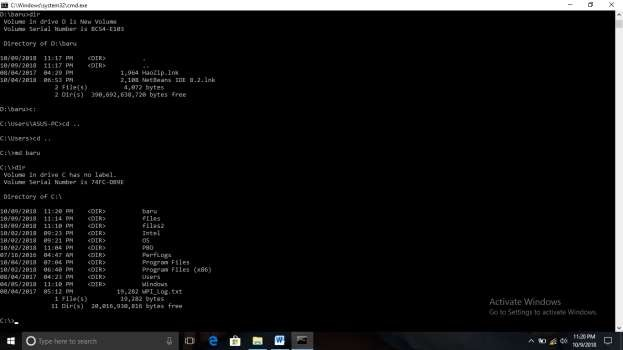 C:\Windows\system32\cmd.exe
D:\baru>dir
Volume in drive D is New Volume
Volume Serial Number is BC54-E103
Directory of D:\baru
10/09/2018 11:17 PM <DIR> .
10/09/2018 11:17 PM <DIR> ..
08/04/2017 04:29 PM 1,964 HaoZip.lnk
10/04/2018 06:53 PM 2,108 NetBeans IDE 8.2.lnk
2 File(s) 4,072 bytes
2 Dir(s) 390,692,638,720 bytes free
D:\baru>c:
C:\Users\ASUS-PC>cd ..
C:\Users>cd ..
C:\>md baru
C:\>dir
Volume in drive C has no label.
Volume Serial Number is 74FC-DB9E
Directory of C:\
10/09/2018 11:20 PM <DIR> baru
10/09/2018 11:14 PM <DIR> files
10/09/2018 11:10 PM <DIR> files2
10/02/2018 09:23 PM <DIR> Intel
10/02/2018 09:21 PM <DIR> OS
10/02/2018 11:04 PM <DIR> PBO
07/16/2016 04:47 AM <DIR> PerfLogs
10/04/2018 07:04 PM <DIR> Program Files
10/02/2018 06:40 PM <DIR> Program Files (x86)
08/04/2017 04:23 PM <DIR> Users
04/05/2018 11:10 PM <DIR> Windows
08/04/2017 05:12 PM 19,282 WPI_Log.txt
1 File(s) 19,282 bytes
11 Dir(s) 20,016,930,816 bytes free
C:\>_
Activate Windows
Go to Settings to activate Windows.
Type here to search
11:20 PM
10/9/2018